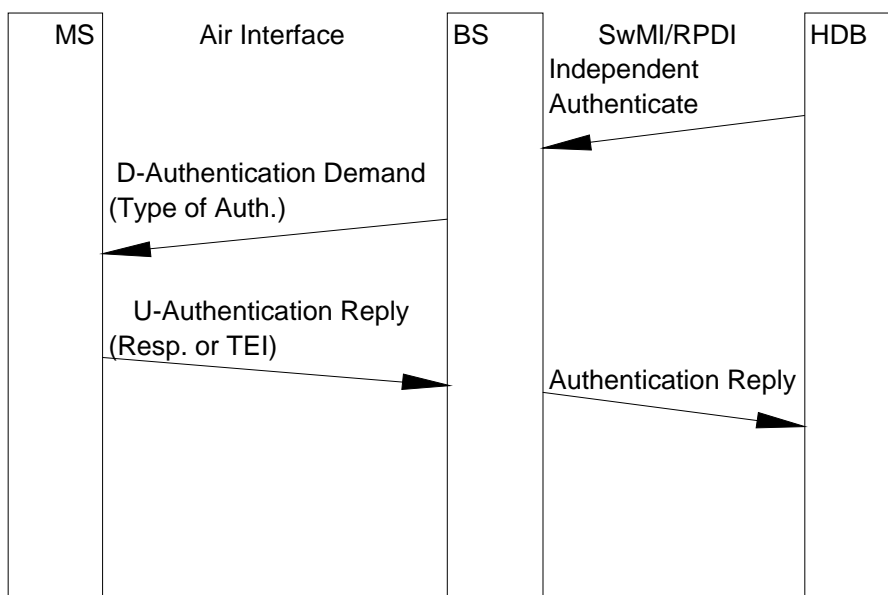 MS Air Interface BS SwMI/RPDI HDB
Independent
Authenticate
D-Authentication Demand
(Type of Auth.)
U-Authentication Reply
(Resp. or TEI)
Authentication Reply